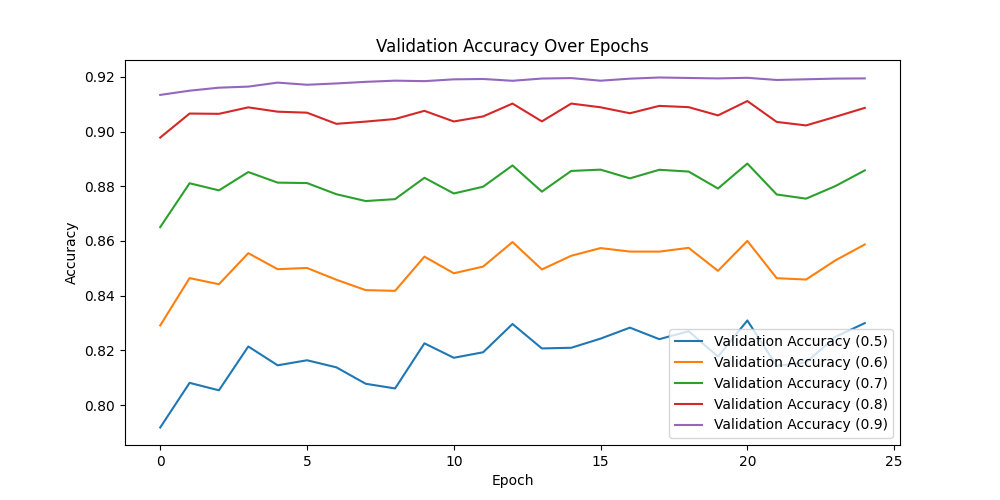 Validation Accuracy Over Epochs
Accuracy
0.92
0.90
0.88
0.86
0.84
0.82
0.80
Validation Accuracy (0.5)
Validation Accuracy (0.6)
Validation Accuracy (0.7)
Validation Accuracy (0.8)
Validation Accuracy (0.9)
0 5 10 15 20 25
Epoch